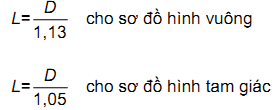 L=D/1,13 cho sơ đồ hình vuông
L=D/1,05 cho sơ đồ hình tam giác